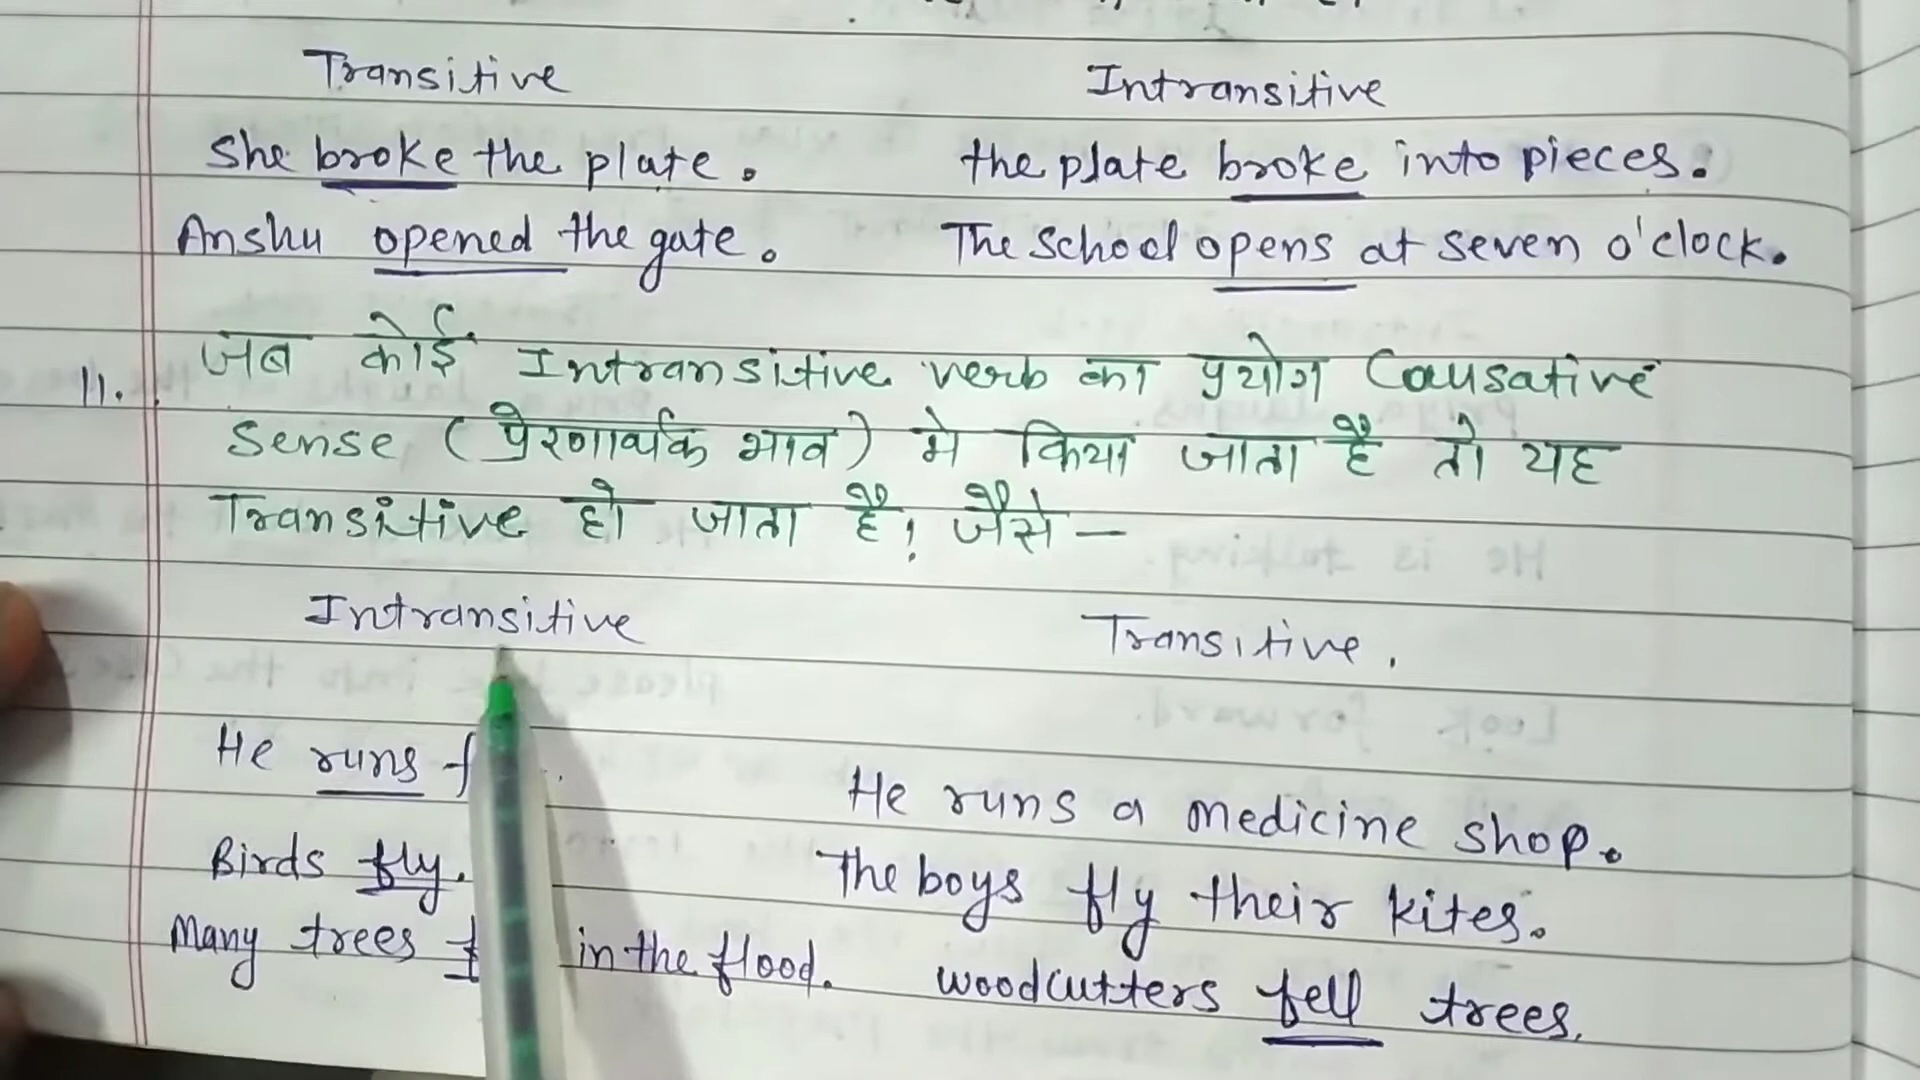 Transitive Intransitive
She broke the plate. the plate broke into pieces.
Anshu opened the gate. The School opens at seven o'clock.
11. जब कोई Intransitive verb का प्रयोग Causative
Sense (प्रेरणार्थक भाव) मे किया जाता है तो यह
Transitive हो जाता है। जैसे –
Intransitive Transitive.
He runs
He runs a medicine shop.
Birds fly. The boys fly their kites.
Many trees in the flood. woodcutters fell trees.